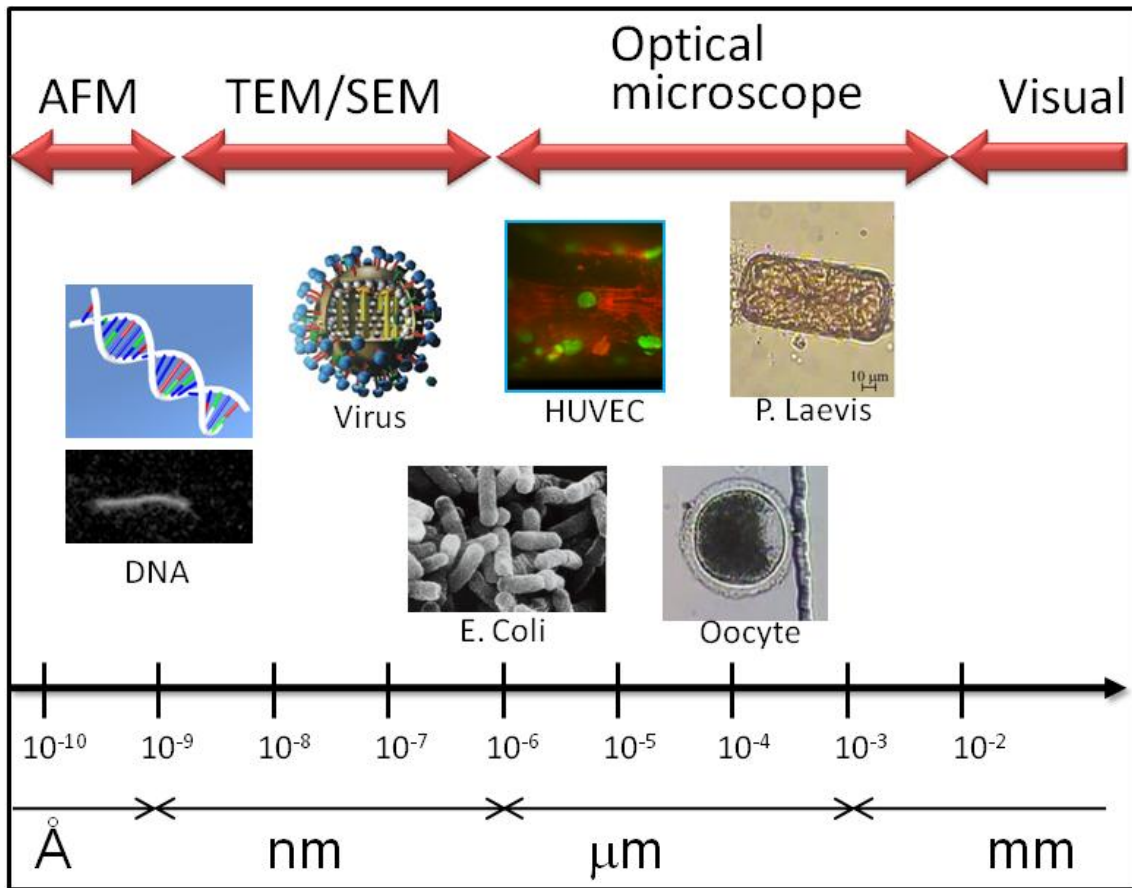 Optical
AFM TEM/SEM microscope Visual
10 μm
Virus HUVEC P. Laevis
DNA
E. Coli Oocyte
10⁻¹⁰ 10⁻⁹ 10⁻⁸ 10⁻⁷ 10⁻⁶ 10⁻⁵ 10⁻⁴ 10⁻³ 10⁻²
Å nm μm mm